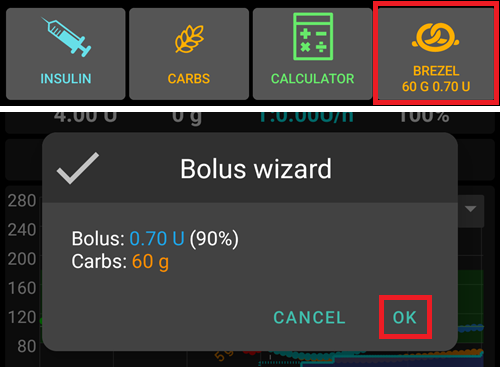 INSULIN
CARBS
CALCULATOR
BREZEL
60 G 0.70 U
4.00 U 0 g 1:0.00U/h 100%
Bolus wizard
280
240
200
160
120
80
Bolus: 0.70 U (90%)
Carbs: 60 g
CANCEL OK
5 g